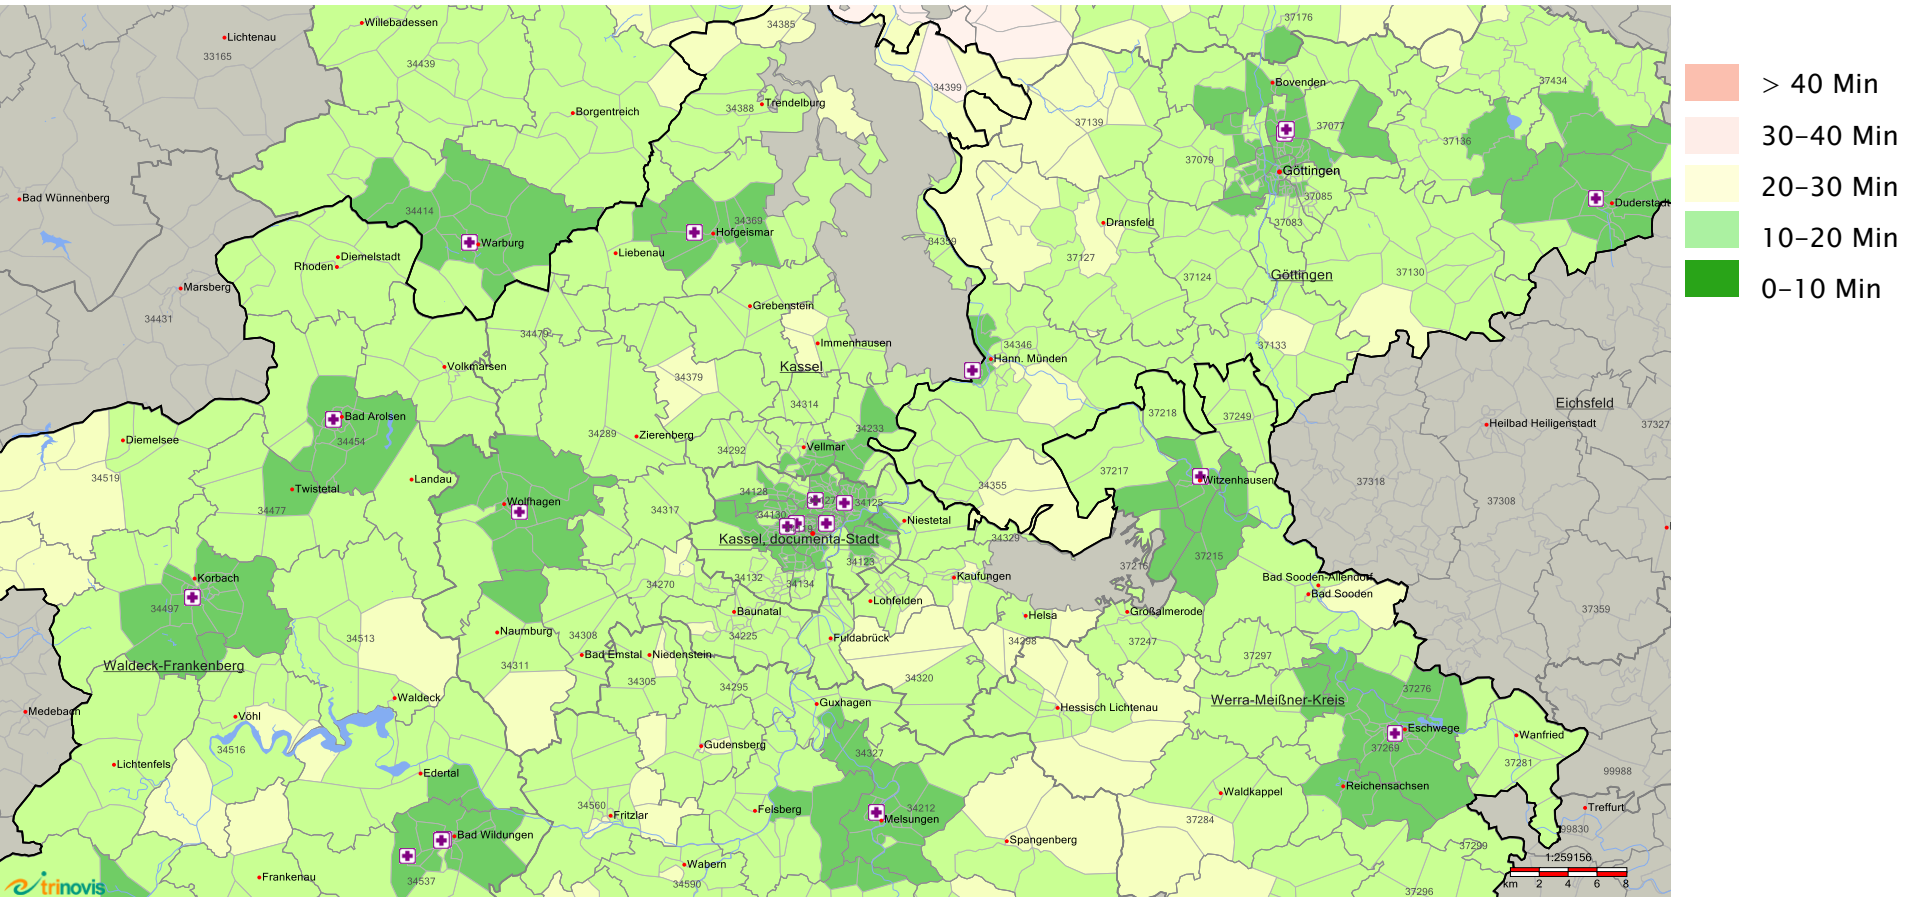 Willebadessen
34385
37176
Lichtenau
33165
34439
> 40 Min
34399
37434
Bovenden
Borgentreich
34388
Trendelburg
30–40 Min
37139
37077
37136
37079
Göttingen
20–30 Min
Bad Wünnenberg
34414
34369
37085
Duderstadt
Warburg
Hofgeismar
Dransfeld
37083
10–20 Min
34359
Liebenau
Diemelstadt
Rhoden
37127
37124
Göttingen
37130
Marsberg
0–10 Min
34431
Grebenstein
34479
Immenhausen
34346
37133
Hann. Münden
Volkmarsen
Kassel
34379
34314
Eichsfeld
Bad Arolsen
37218
37249
Heilbad Heiligenstadt
37327
34454
34289
Zierenberg
34233
Diemelsee
Vellmar
34292
37217
34519
Landau
Witzenhausen
37318
Twistetal
34355
34128
34125
Wolfhagen
37308
34477
34317
34130
Niestetal
Kassel, documenta-Stadt
34329
37215
34123
37216
Korbach
34132
34134
Kaufungen
Bad Sooden-Allendorf
34270
Bad Sooden
34497
Lohfelden
Baunatal
Helsa
Großalmerode
37359
Naumburg
34308
34225
Fuldabrück
34298
37247
34513
Bad Emstal
Niedenstein
37297
Waldeck-Frankenberg
34311
34305
34320
34295
37276
Waldeck
Werra-Meißner-Kreis
Guxhagen
Hessisch Lichtenau
Medebach
Vöhl
Eschwege
Wanfried
34516
Gudensberg
34327
37269
Lichtenfels
37281
Edertal
99988
Reichensachsen
Waldkappel
34560
Felsberg
34212
Treffurt
Fritzlar
Melsungen
37284
99830
Bad Wildungen
Spangenberg
37299
1:259156
Wabern
Frankenau
34537
34590
trinovis
km 2 4 6 8
37296